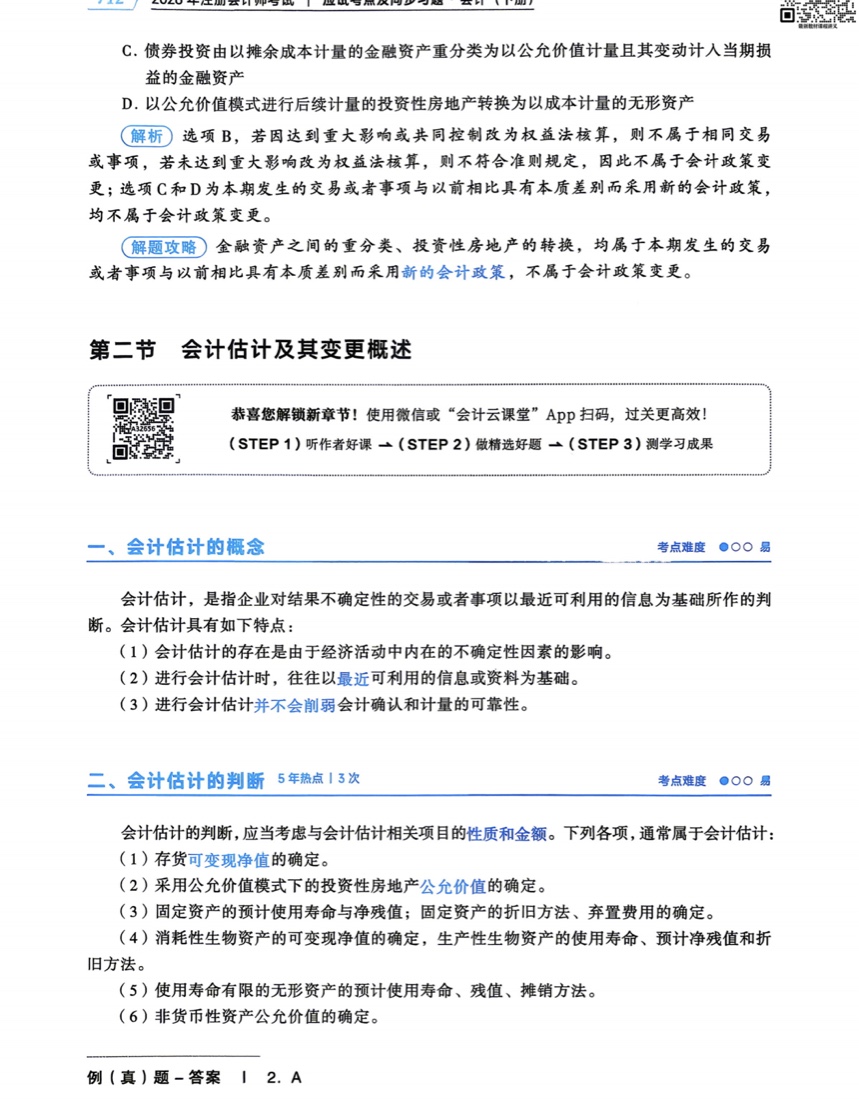 712 2026年注册会计师考试 | 应试考点及同步习题·会计(下册)
最新题材课程讲义
C. 债券投资由以摊余成本计量的金融资产重分类为以公允价值计量且其变动计入当期损
益的金融资产
D. 以公允价值模式进行后续计量的投资性房地产转换为以成本计量的无形资产
解析 选项B,若因达到重大影响或共同控制改为权益法核算,则不属于相同交易
或事项,若未达到重大影响改为权益法核算,则不符合准则规定,因此不属于会计政策变
更;选项C和D为本期发生的交易或者事项与以前相比具有本质差别而采用新的会计政策,
均不属于会计政策变更。
解题攻略 金融资产之间的重分类、投资性房地产的转换,均属于本期发生的交易
或者事项与以前相比具有本质差别而采用新的会计政策,不属于会计政策变更。
第二节 会计估计及其变更概述
恭喜您解锁新章节!使用微信或“会计云课堂”App扫码,过关更高效!
(STEP 1)听作者好课 ⇀ (STEP 2)做精选好题 ⇀ (STEP 3)测学习成果
一、会计估计的概念 考点难度 ●○○ 易
会计估计,是指企业对结果不确定性的交易或者事项以最近可利用的信息为基础所作的判
断。会计估计具有如下特点:
(1)会计估计的存在是由于经济活动中内在的不确定性因素的影响。
(2)进行会计估计时,往往以最近可利用的信息或资料为基础。
(3)进行会计估计并不会削弱会计确认和计量的可靠性。
二、会计估计的判断 5年热点 | 3次 考点难度 ●○○ 易
会计估计的判断,应当考虑与会计估计相关项目的性质和金额。下列各项,通常属于会计估计:
(1)存货可变现净值的确定。
(2)采用公允价值模式下的投资性房地产公允价值的确定。
(3)固定资产的预计使用寿命与净残值;固定资产的折旧方法、弃置费用的确定。
(4)消耗性生物资产的可变现净值的确定,生产性生物资产的使用寿命、预计净残值和折
旧方法。
(5)使用寿命有限的无形资产的预计使用寿命、残值、摊销方法。
(6)非货币性资产公允价值的确定。
例(真)题-答案 | 2. A